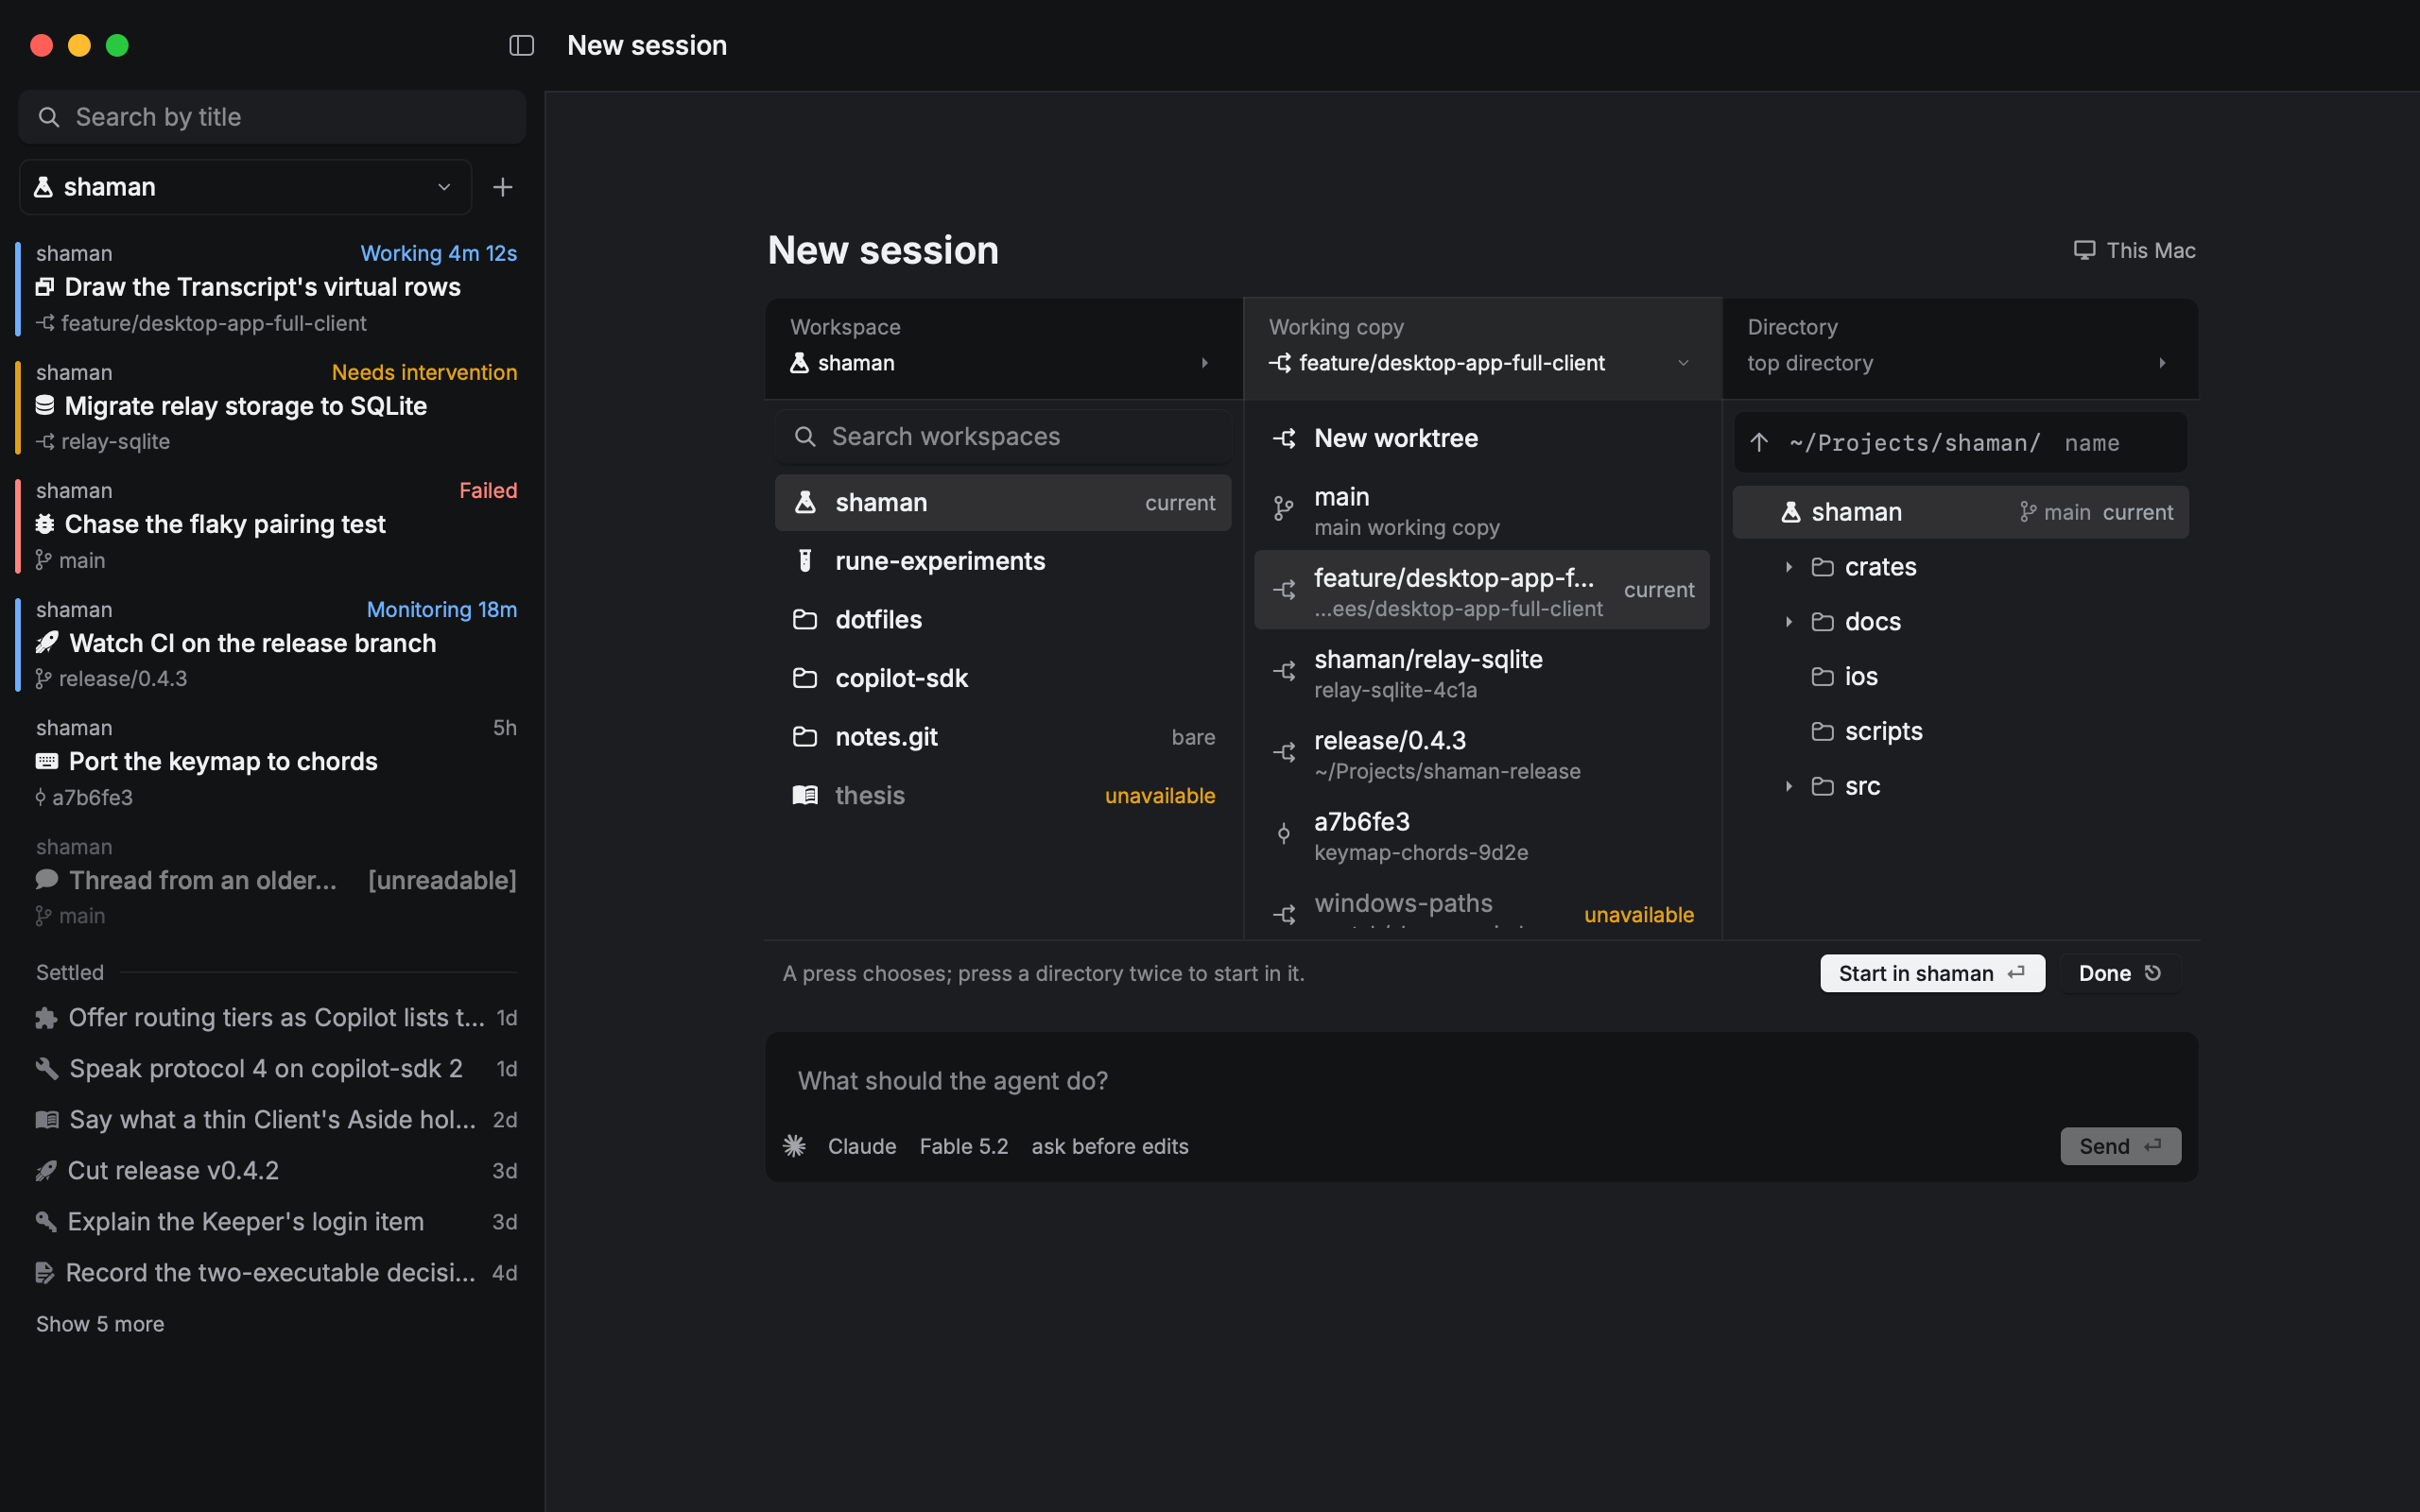 New session
Search by title
shaman
shaman Working 4m 12s
Draw the Transcript's virtual rows
feature/desktop-app-full-client
shaman Needs intervention
Migrate relay storage to SQLite
relay-sqlite
shaman Failed
Chase the flaky pairing test
main
shaman Monitoring 18m
Watch CI on the release branch
release/0.4.3
shaman 5h
Port the keymap to chords
a7b6fe3
shaman
Thread from an older... [unreadable]
main
Settled
Offer routing tiers as Copilot lists t... 1d
Speak protocol 4 on copilot-sdk 2 1d
Say what a thin Client's Aside hol... 2d
Cut release v0.4.2 3d
Explain the Keeper's login item 3d
Record the two-executable decisi... 4d
Show 5 more
New session
This Mac
Workspace
shaman
Search workspaces
shaman current
rune-experiments
dotfiles
copilot-sdk
notes.git bare
thesis unavailable
Working copy
feature/desktop-app-full-client
New worktree
main
main working copy
feature/desktop-app-f... current
...ees/desktop-app-full-client
shaman/relay-sqlite
relay-sqlite-4c1a
release/0.4.3
~/Projects/shaman-release
a7b6fe3
keymap-chords-9d2e
windows-paths unavailable
Directory
top directory
~/Projects/shaman/ name
shaman main current
crates
docs
ios
scripts
src
A press chooses; press a directory twice to start in it.
Start in shaman
Done
What should the agent do?
Claude Fable 5.2 ask before edits
Send